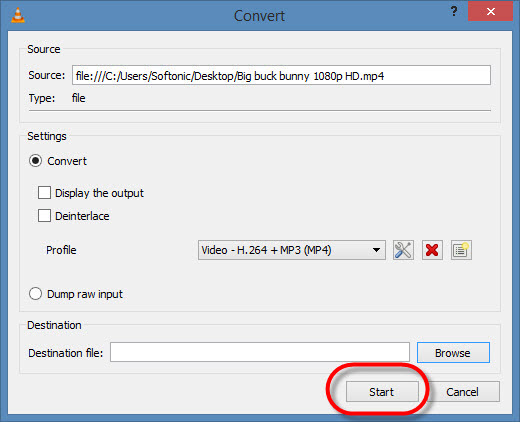 Convert
?
Source
Source: file:///C:/Users/Softonic/Desktop/Big buck bunny 1080p HD.mp4
Type: file
Settings
Convert
Display the output
Deinterlace
Profile Video - H.264 + MP3 (MP4)
Dump raw input
Destination
Destination file: Browse
Start Cancel